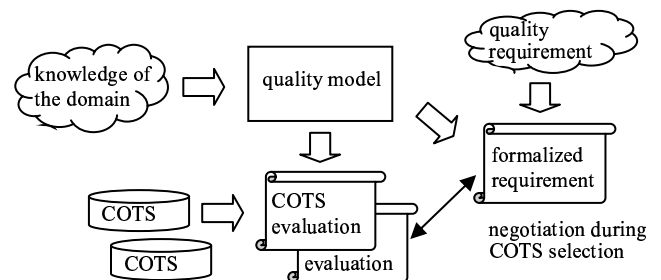 knowledge of
the domain
quality model
quality
requirement
formalized
requirement
COTS
COTS
COTS
evaluation
evaluation
negotiation during
COTS selection